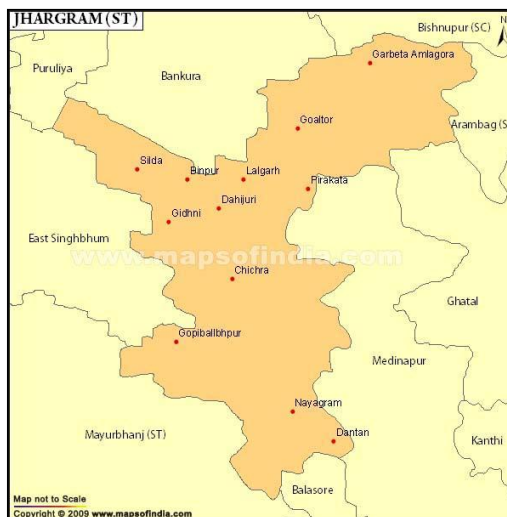 JHARGRAM (ST)
N
Bishnupur (SC)
Garbeta Amlagora
Puruliya
Bankura
Arambag (S
Goaltor
Silda
Binpur
Lalgarh
Pirakata
Dahijuri
Gidhni
East Singhbhum
www.mapsofindia.com
Chichra
Ghatal
Gopiballbhpur
Medinapur
Nayagram
Mayurbhanj (ST)
Dantan
Kanthi
Balasore
Map not to Scale
Copyright © 2009 www.mapsofindia.com